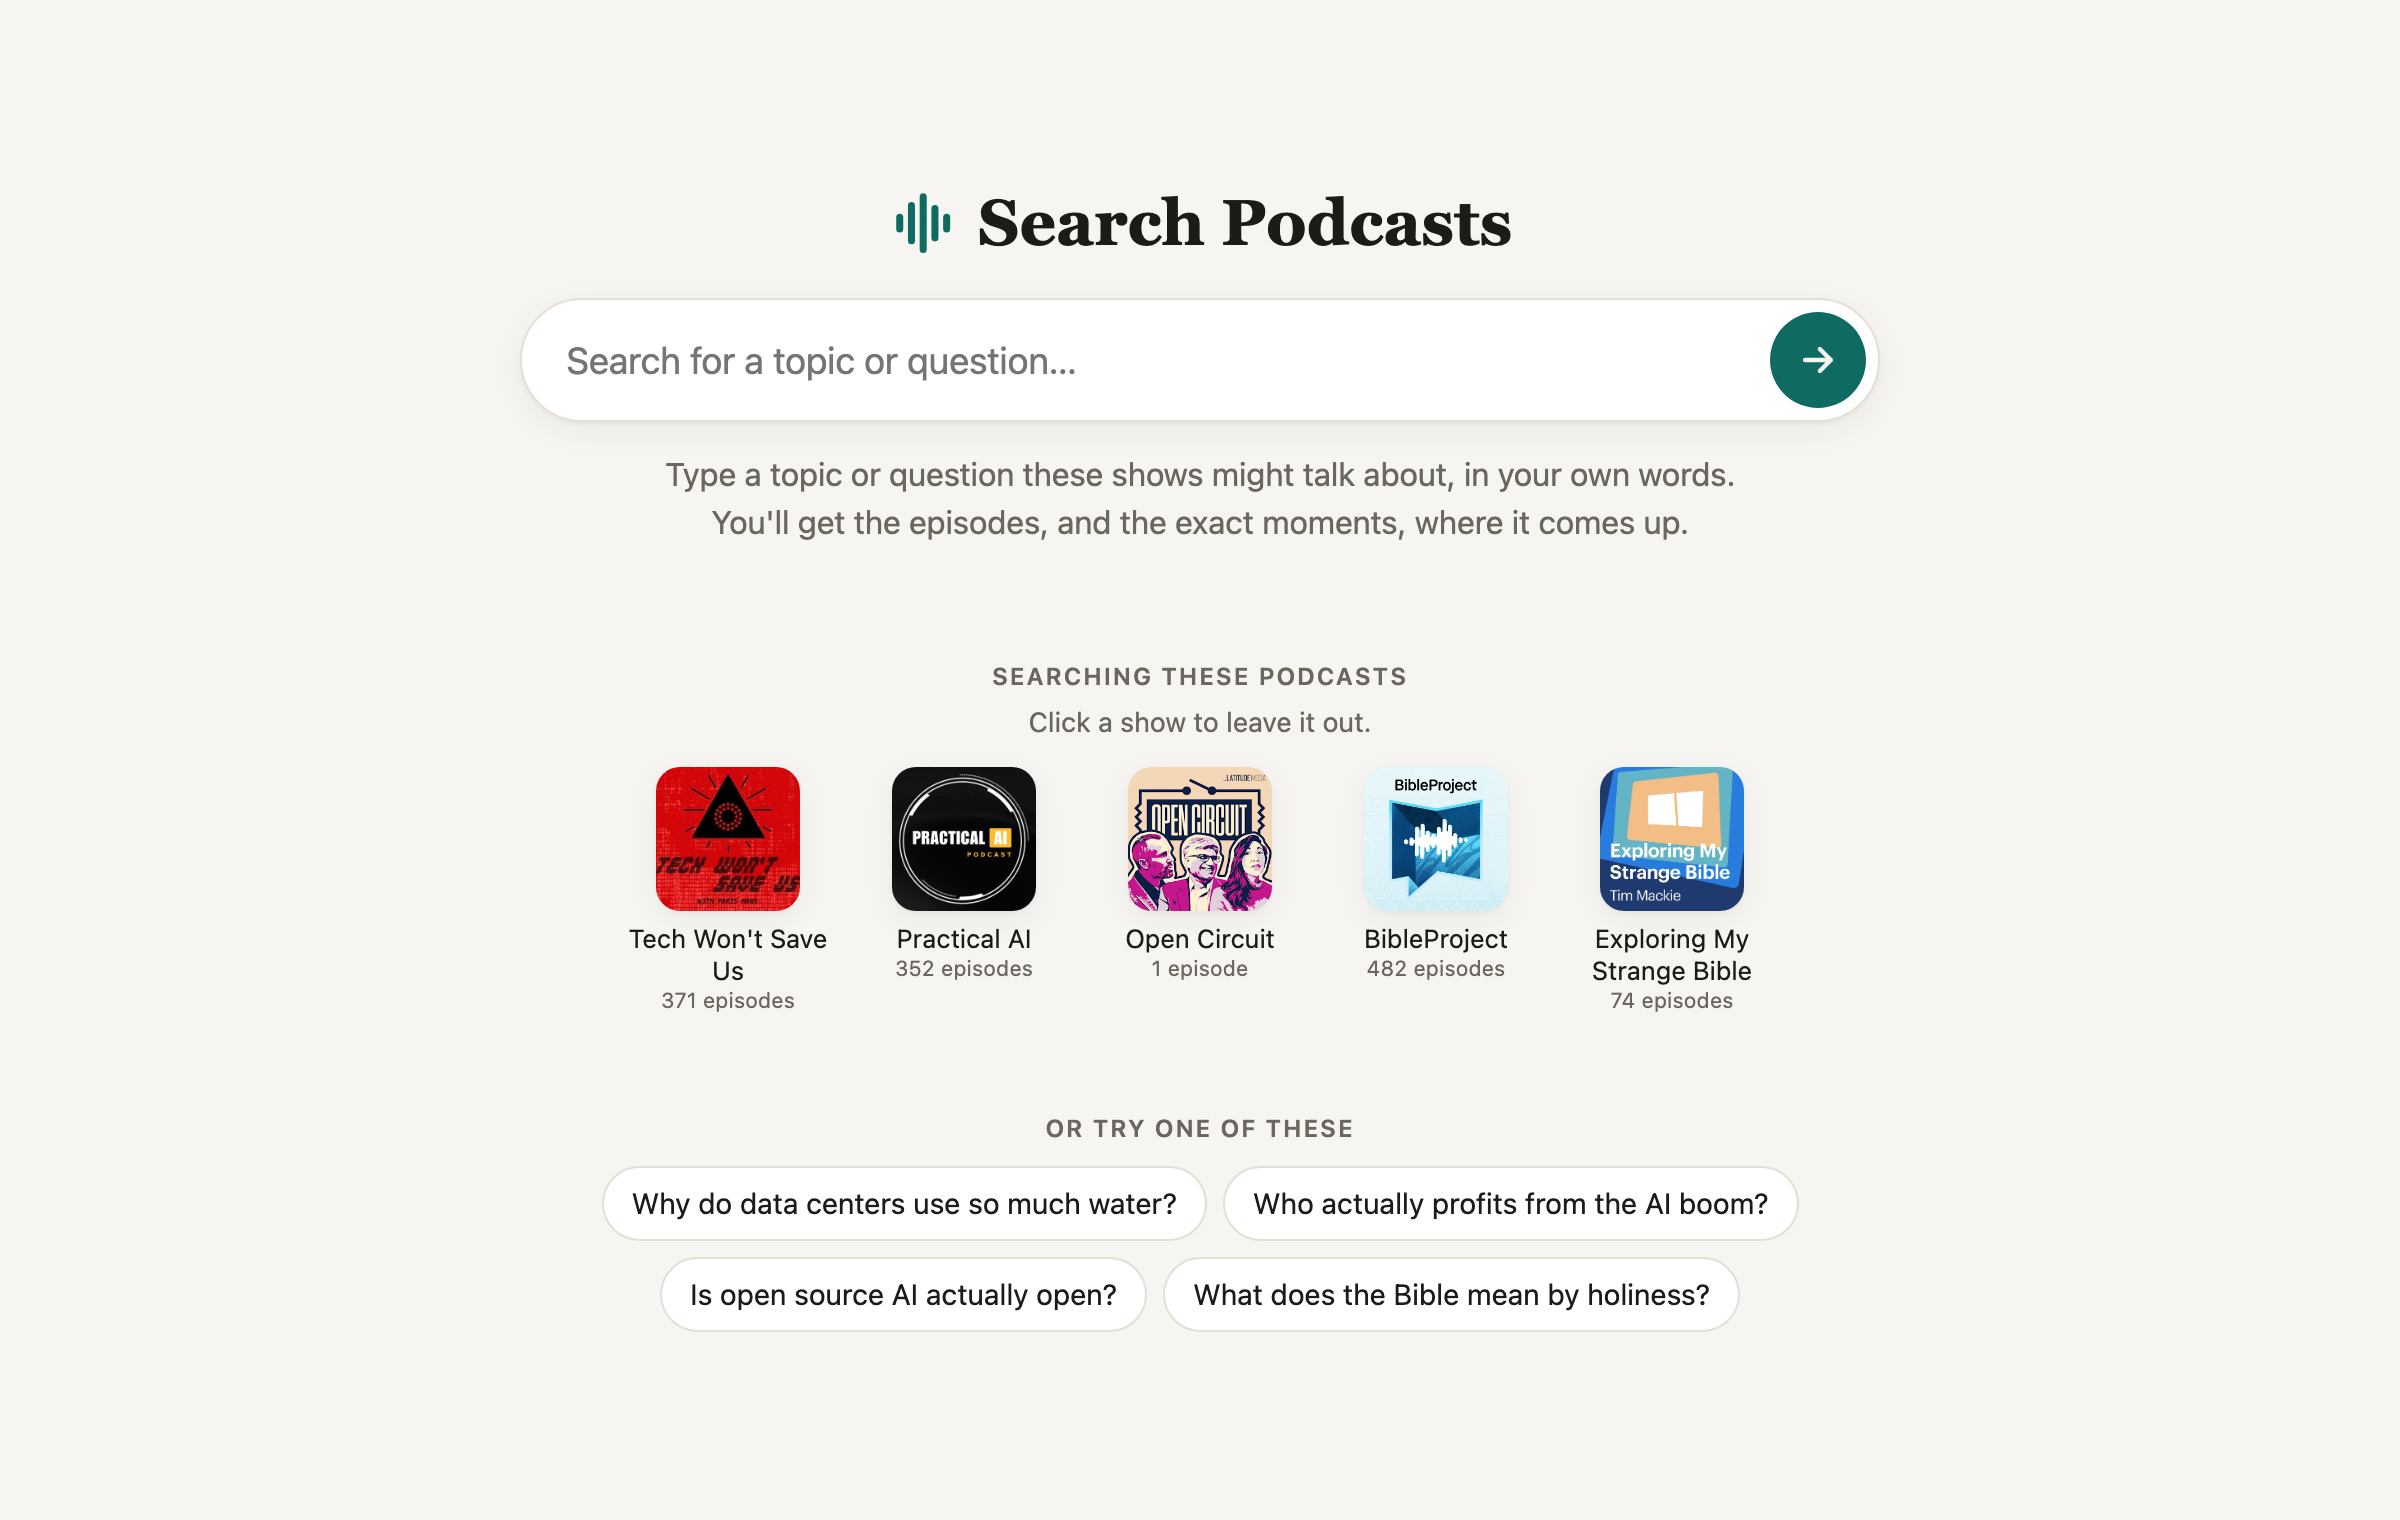 Search Podcasts
Search for a topic or question...
Type a topic or question these shows might talk about, in your own words.
You'll get the episodes, and the exact moments, where it comes up.
SEARCHING THESE PODCASTS
Click a show to leave it out.
TECH WON'T
SAVE US
WITH PARIS MARX
PRACTICAL AI
PODCAST
LATITUDE MEDIA
OPEN CIRCUIT
BibleProject
Exploring My
Strange Bible
Tim Mackie
Tech Won't Save
Us
371 episodes
Practical AI
352 episodes
Open Circuit
1 episode
BibleProject
482 episodes
Exploring My
Strange Bible
74 episodes
OR TRY ONE OF THESE
Why do data centers use so much water?
Who actually profits from the AI boom?
Is open source AI actually open?
What does the Bible mean by holiness?